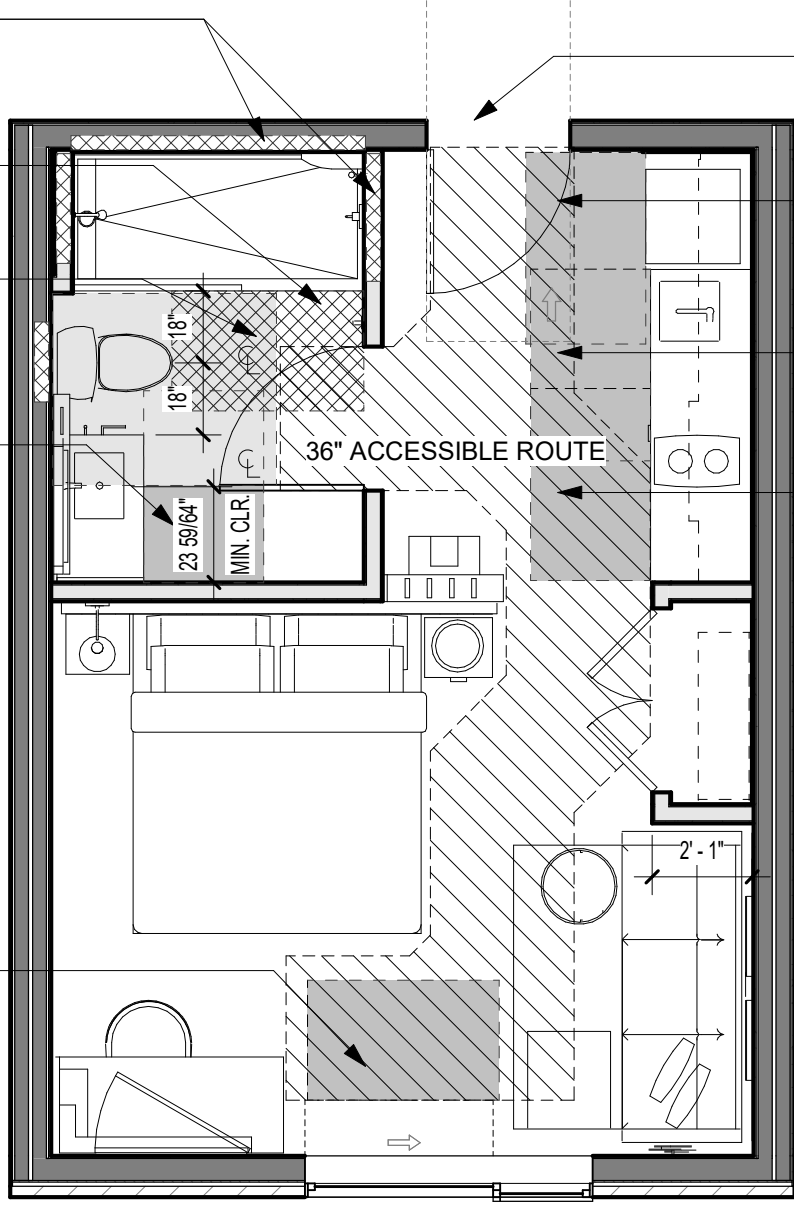 18"
℄
18"
36" ACCESSIBLE ROUTE
℄
23 59/64"
MIN. CLR.
2' - 1"